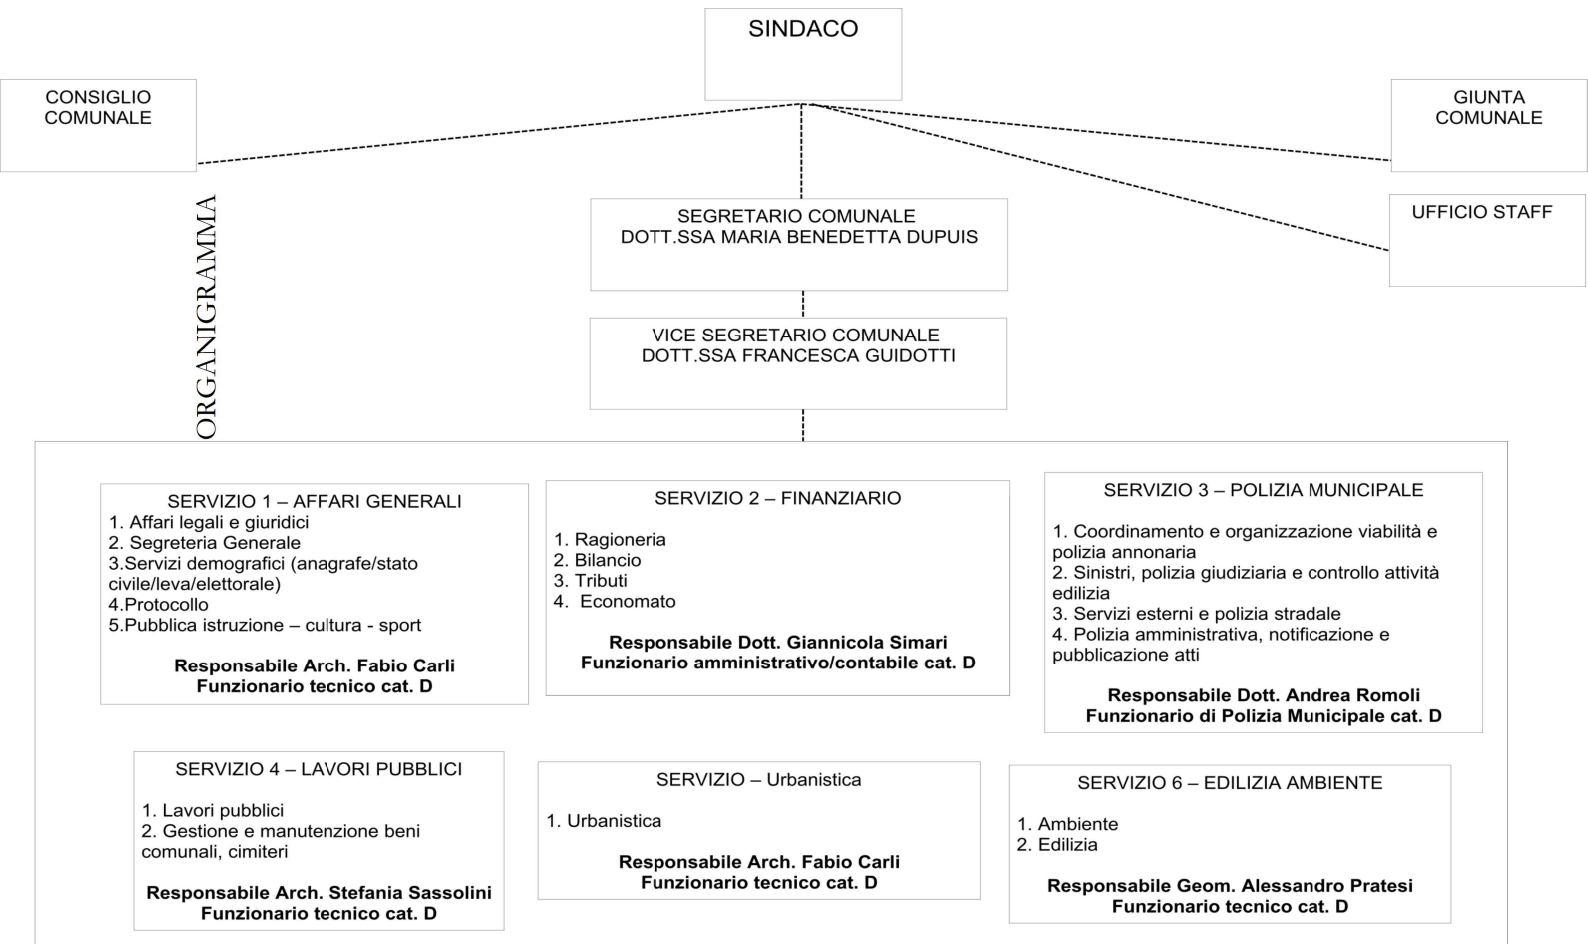 SINDACO
CONSIGLIO
COMUNALE
GIUNTA
COMUNALE
UFFICIO STAFF
SEGRETARIO COMUNALE
DOTT.SSA MARIA BENEDETTA DUPUIS
ORGANIGRAMMA
VICE SEGRETARIO COMUNALE
DOTT.SSA FRANCESCA GUIDOTTI
SERVIZIO 1 – AFFARI GENERALI
1. Affari legali e giuridici
2. Segreteria Generale
3.Servizi demografici (anagrafe/stato
civile/leva/elettorale)
4.Protocollo
5.Pubblica istruzione – cultura - sport
Responsabile Arch. Fabio Carli
Funzionario tecnico cat. D
SERVIZIO 2 – FINANZIARIO
1. Ragioneria
2. Bilancio
3. Tributi
4. Economato
Responsabile Dott. Giannicola Simari
Funzionario amministrativo/contabile cat. D
SERVIZIO 3 – POLIZIA MUNICIPALE
1. Coordinamento e organizzazione viabilità e
polizia annonaria
2. Sinistri, polizia giudiziaria e controllo attività
edilizia
3. Servizi esterni e polizia stradale
4. Polizia amministrativa, notificazione e
pubblicazione atti
Responsabile Dott. Andrea Romoli
Funzionario di Polizia Municipale cat. D
SERVIZIO 4 – LAVORI PUBBLICI
1. Lavori pubblici
2. Gestione e manutenzione beni
comunali, cimiteri
Responsabile Arch. Stefania Sassolini
Funzionario tecnico cat. D
SERVIZIO – Urbanistica
1. Urbanistica
Responsabile Arch. Fabio Carli
Funzionario tecnico cat. D
SERVIZIO 6 – EDILIZIA AMBIENTE
1. Ambiente
2. Edilizia
Responsabile Geom. Alessandro Pratesi
Funzionario tecnico cat. D